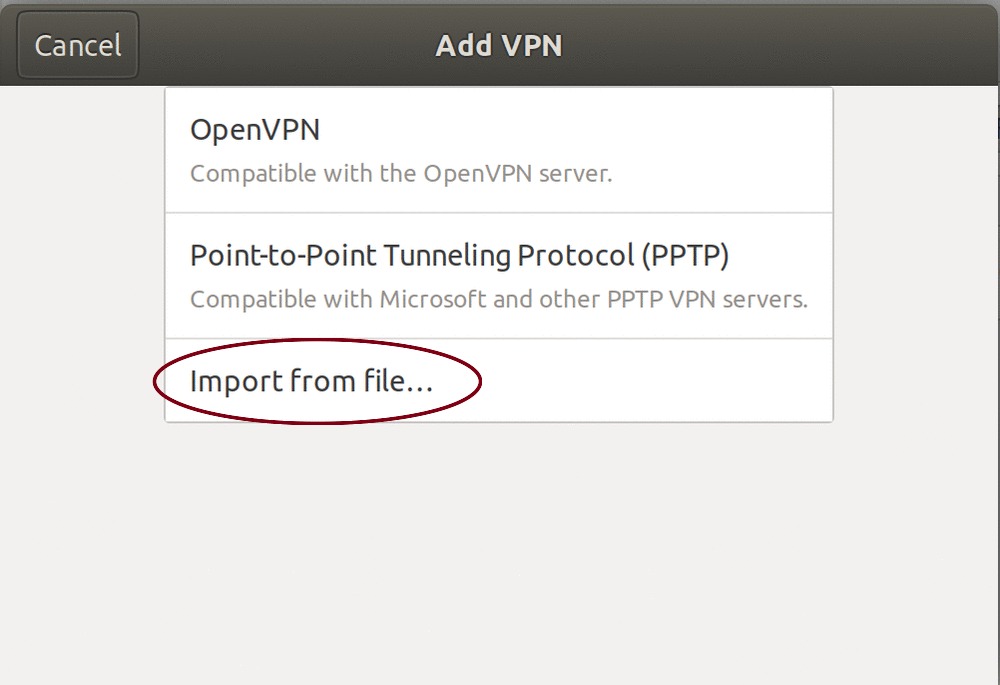 Cancel
Add VPN
OpenVPN
Compatible with the OpenVPN server.
Point-to-Point Tunneling Protocol (PPTP)
Compatible with Microsoft and other PPTP VPN servers.
Import from file…